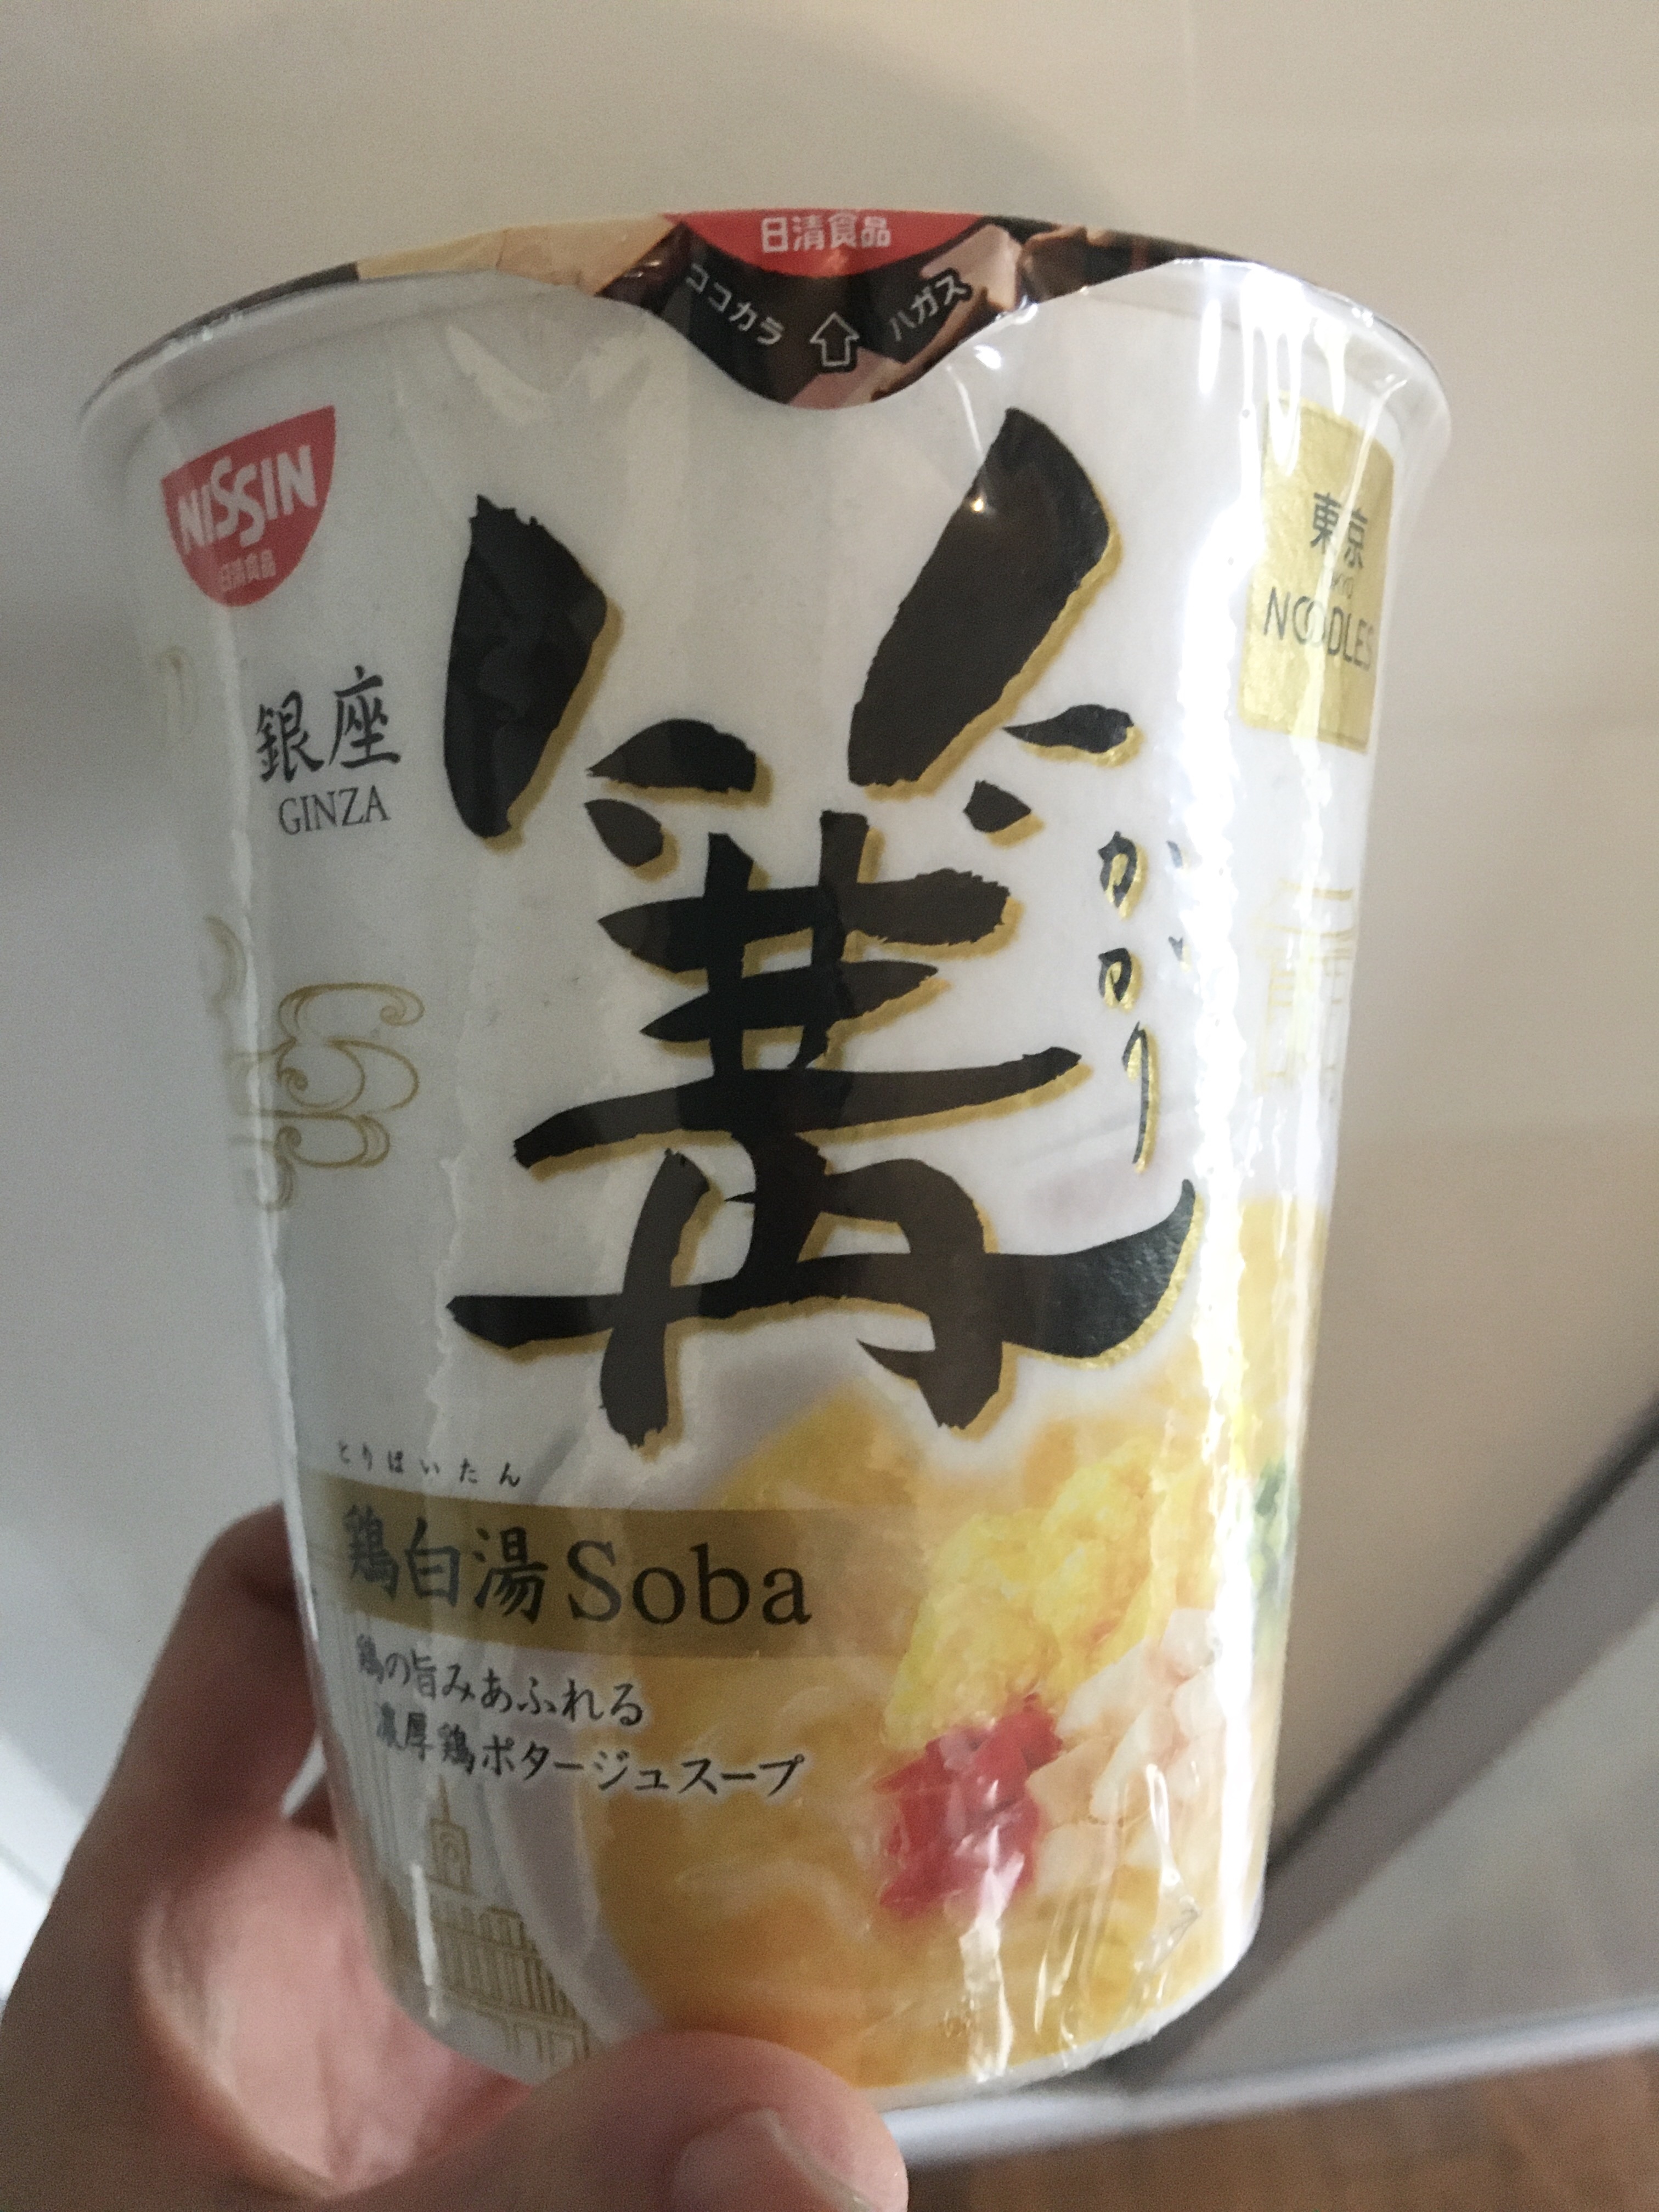 日清食品
ココカラ ハガス
NISSIN
日清食品
東京
NOODLES
銀座
GINZA
篝
かがり
とりぱいたん
鶏白湯Soba
鶏の旨みあふれる
濃厚鶏ポタージュスープ